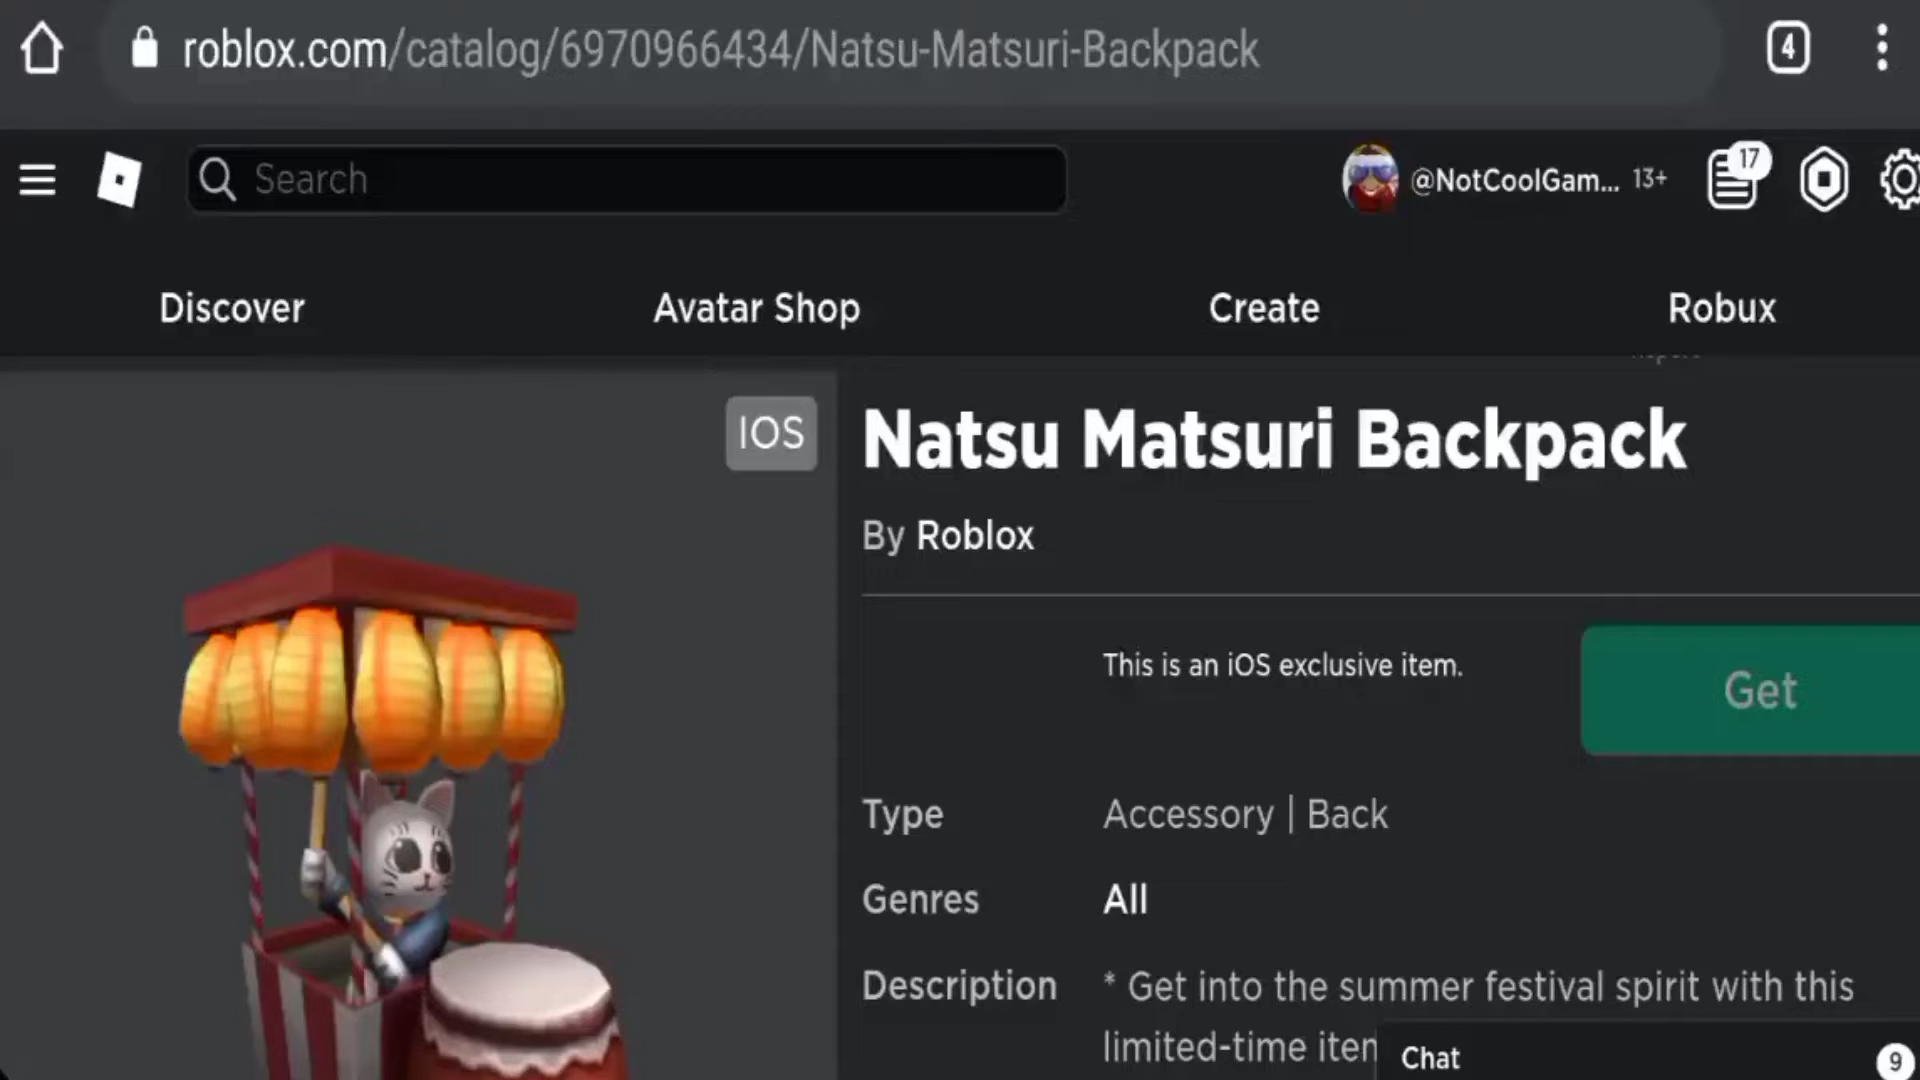 roblox.com/catalog/6970966434/Natsu-Matsuri-Backpack
4
Search
@NotCoolGam... 13+
17
Discover
Avatar Shop
Create
Robux
IOS
Natsu Matsuri Backpack
By Roblox
This is an iOS exclusive item.
Get
Type
Accessory | Back
Genres
All
Description
* Get into the summer festival spirit with this
limited-time
Chat
9